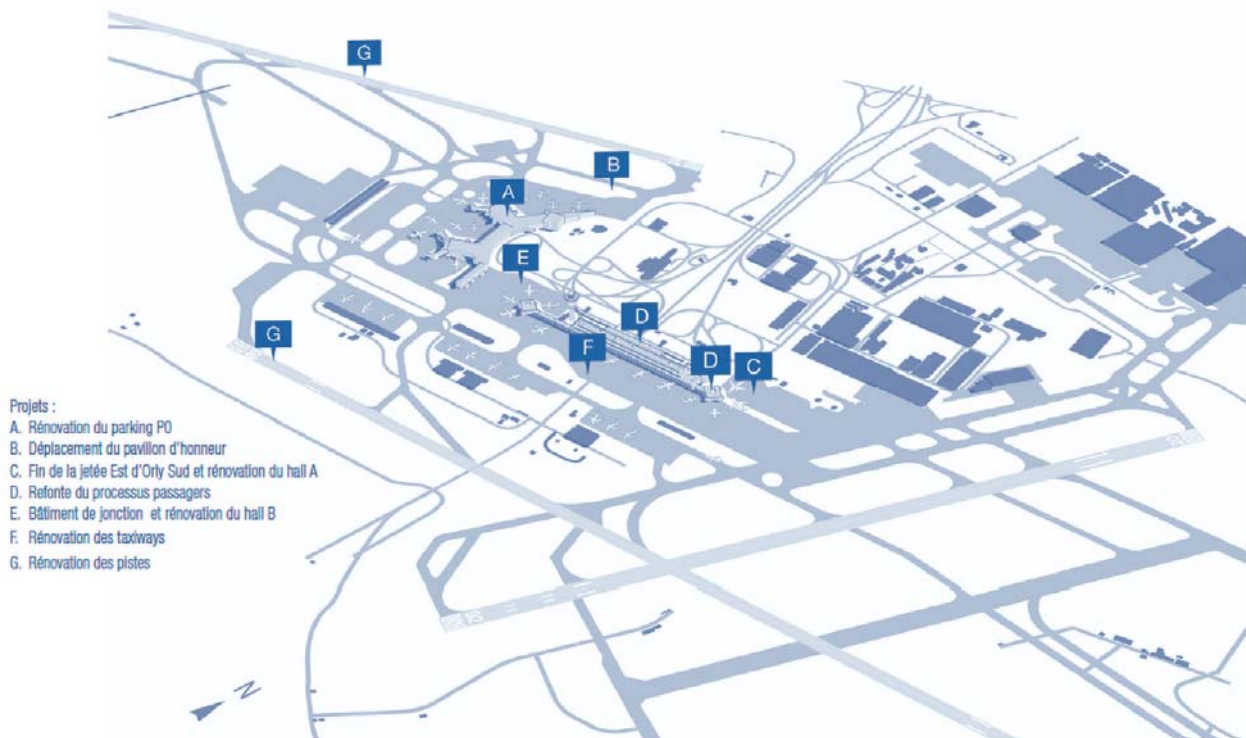 G
B
A
E
D
G
F
D
C
Projets :
A. Rénovation du parking P0
B. Déplacement du pavillon d'honneur
C. Fin de la jetée Est d'Orly Sud et rénovation du hall A
D. Refonte du processus passagers
E. Bâtiment de jonction et rénovation du hall B
F. Rénovation des taxiways
G. Rénovation des pistes
N